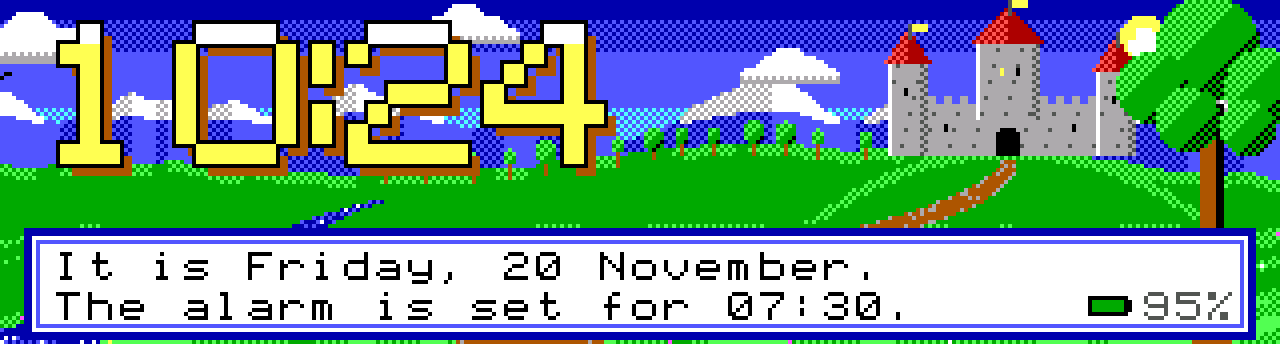 10:24
It is Friday, 20 November.
The alarm is set for 07:30.
95%